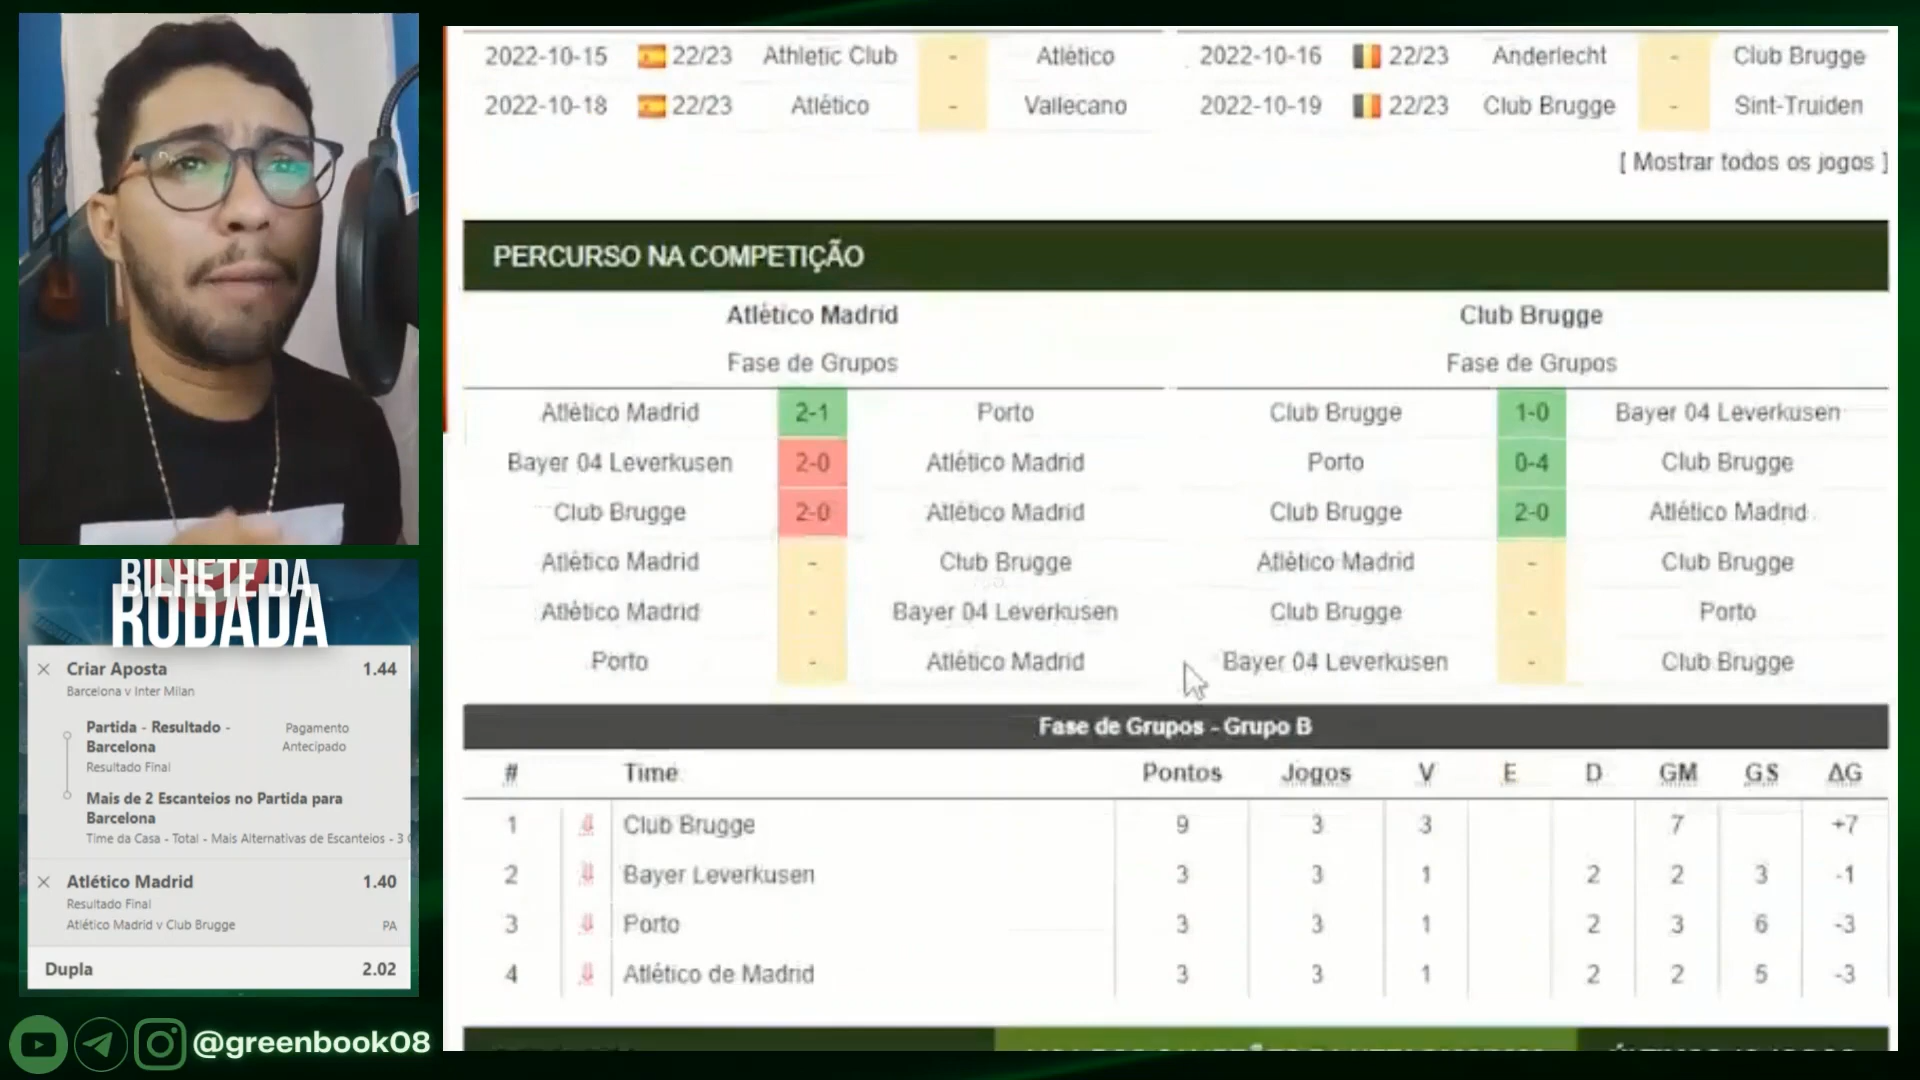 2022-10-15 22/23 Athletic Club - Atlético 2022-10-16 22/23 Anderlecht - Club Brugge
2022-10-18 22/23 Atlético - Vallecano 2022-10-19 22/23 Club Brugge - Sint-Truiden
[ Mostrar todos os jogos ]
PERCURSO NA COMPETIÇÃO
Atlético Madrid Club Brugge
Fase de Grupos Fase de Grupos
Atlético Madrid 2-1 Porto Club Brugge 1-0 Bayer 04 Leverkusen
Bayer 04 Leverkusen 2-0 Atlético Madrid Porto 0-4 Club Brugge
Club Brugge 2-0 Atlético Madrid Club Brugge 2-0 Atlético Madrid
Atlético Madrid - Club Brugge Atlético Madrid - Club Brugge
Atlético Madrid - Bayer 04 Leverkusen Club Brugge - Porto
Porto - Atlético Madrid Bayer 04 Leverkusen - Club Brugge
Fase de Grupos - Grupo B
# Time Pontos Jogos V E D GM GS ΔG
1 Club Brugge 9 3 3 7 +7
2 Bayer Leverkusen 3 3 1 2 2 3 -1
3 Porto 3 3 1 2 3 6 -3
4 Atlético de Madrid 3 3 1 2 2 5 -3
BILHETE DA
RODADA
Criar Aposta 1.44
Barcelona v Inter Milan
Partida - Resultado - Pagamento
Barcelona Antecipado
Resultado Final
Mais de 2 Escanteios no Partida para
Barcelona
Time da Casa - Total - Mais Alternativas de Escanteios - 3
Atlético Madrid 1.40
Resultado Final
Atlético Madrid v Club Brugge PA
Dupla 2.02
@greenbook08